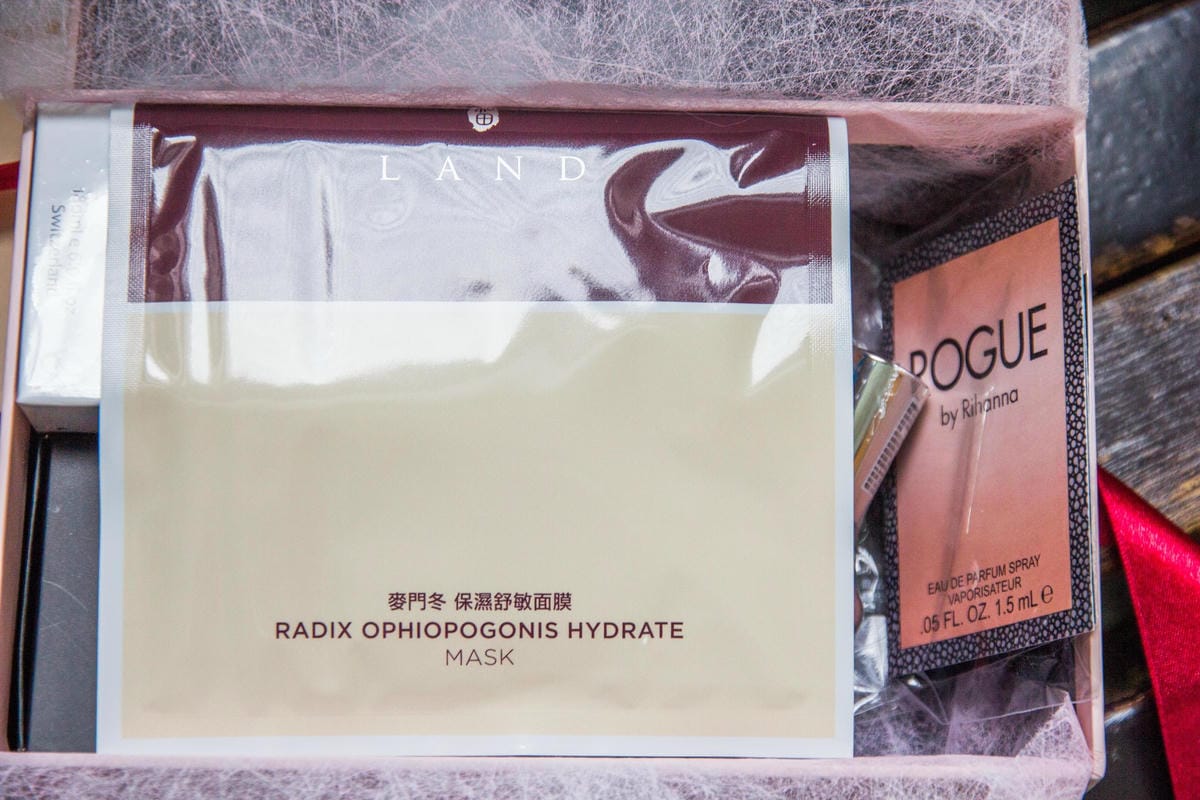 LAND
麥門冬 保濕舒敏面膜
RADIX OPHIOPOGONIS HYDRATE
MASK
ROGUE
by Rihanna
EAU DE PARFUM SPRAY
VAPORISATEUR
.05 FL. OZ. 1.5 mL ℮
Switzerland